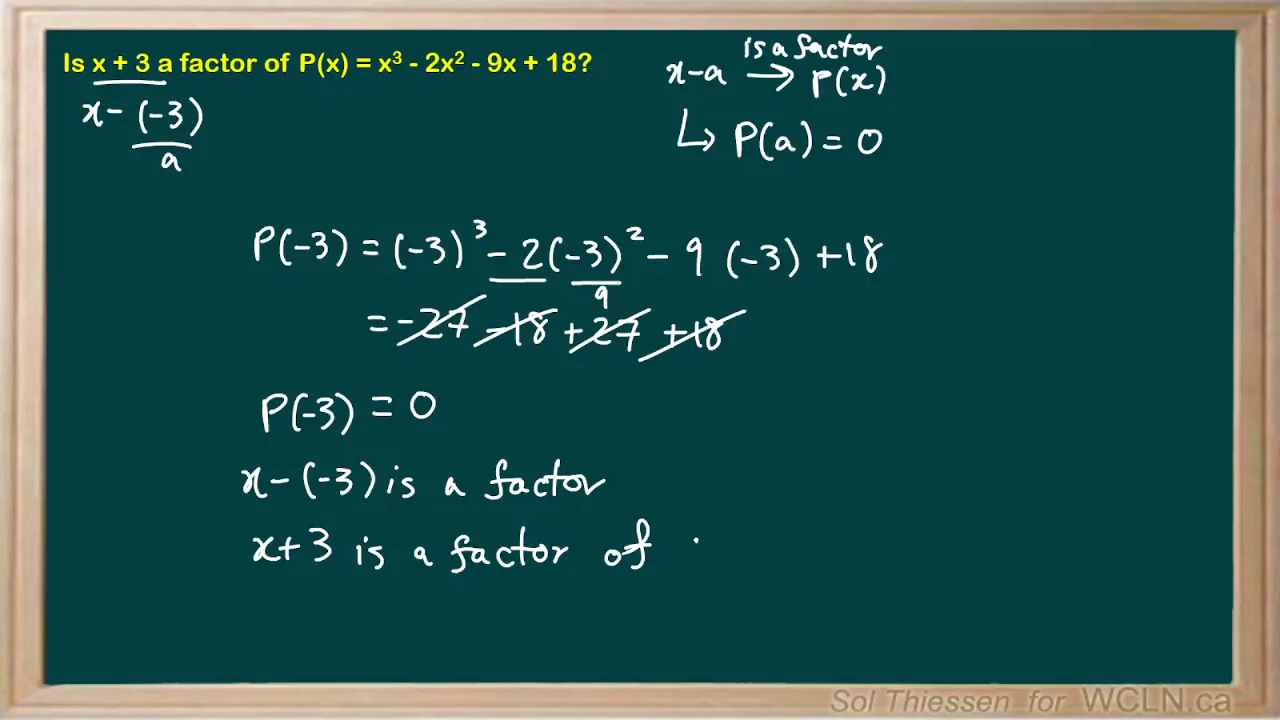 Is x + 3 a factor of P(x) = x³ - 2x² - 9x + 18?
x - (-3)
a
is a factor
x-a → P(x)
↳ P(a) = 0
P(-3) = (-3)³ - 2(-3)² - 9 (-3) + 18
9
= -27 -18 +27 +18
P(-3) = 0
x - (-3) is a factor
x+3 is a factor of
Sol Thiessen for WCLN.ca